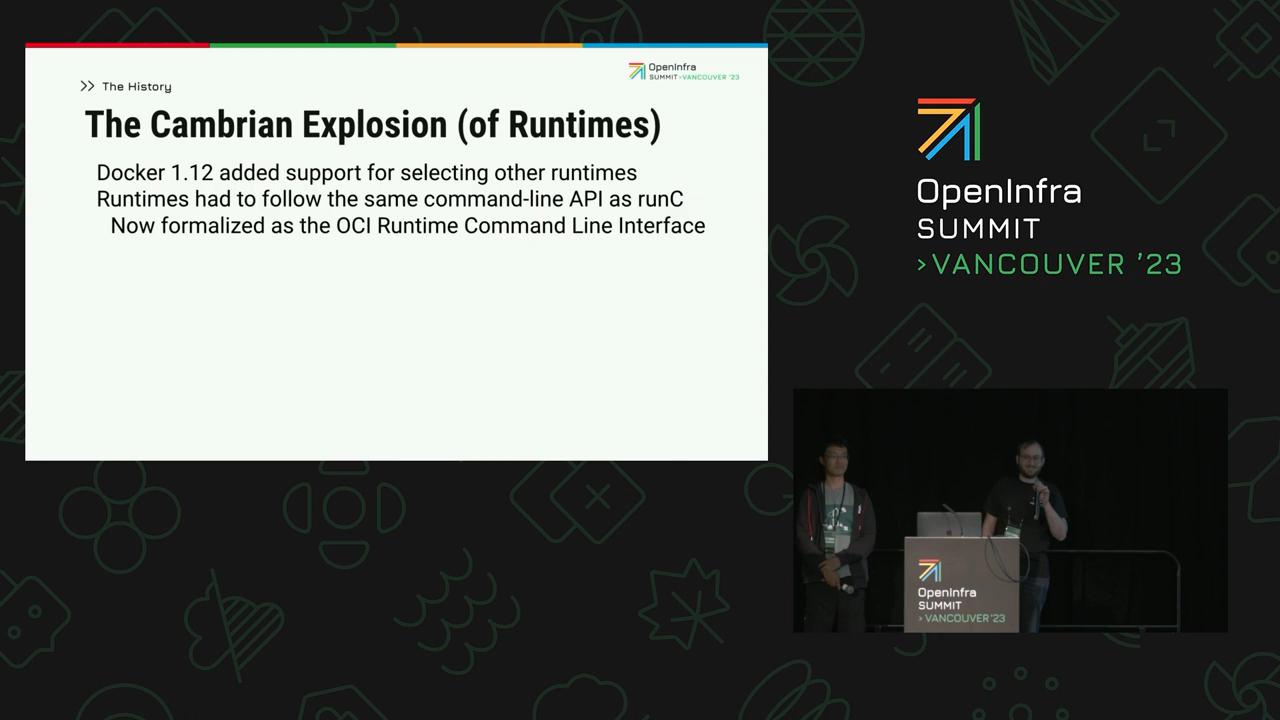 OpenInfra
SUMMIT >VANCOUVER '23
>> The History
The Cambrian Explosion (of Runtimes)
Docker 1.12 added support for selecting other runtimes
Runtimes had to follow the same command-line API as runC
Now formalized as the OCI Runtime Command Line Interface
OpenInfra
SUMMIT
>VANCOUVER '23
OpenInfra
SUMMIT
>VANCOUVER '23